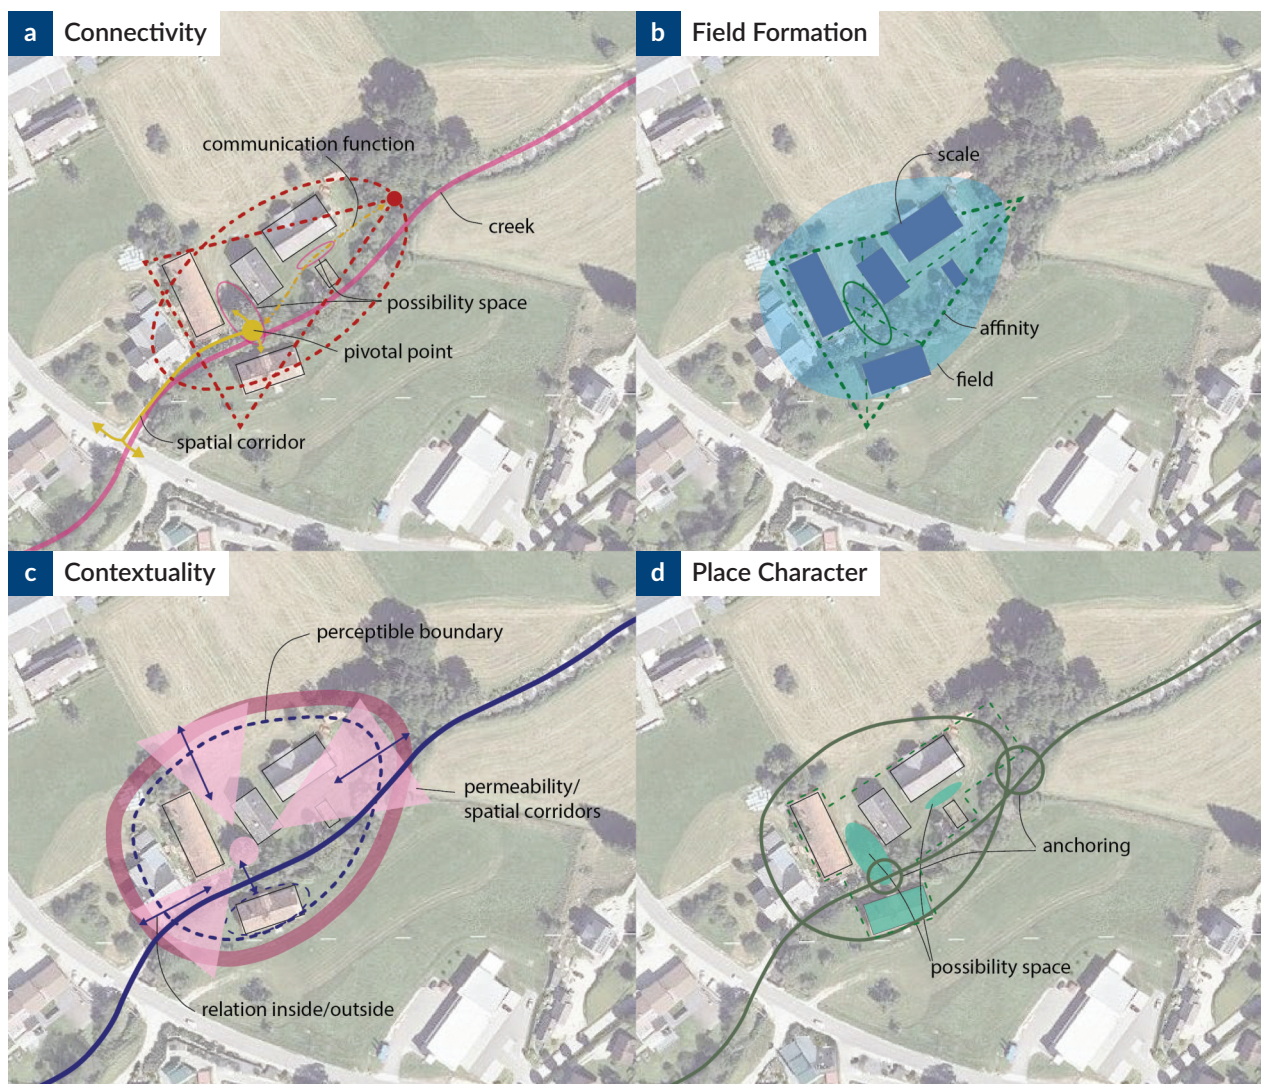 a Connectivity
communication function
creek
possibility space
pivotal point
spatial corridor
b Field Formation
scale
affinity
field
c Contextuality
perceptible boundary
permeability/
spatial corridors
relation inside/outside
d Place Character
anchoring
possibility space